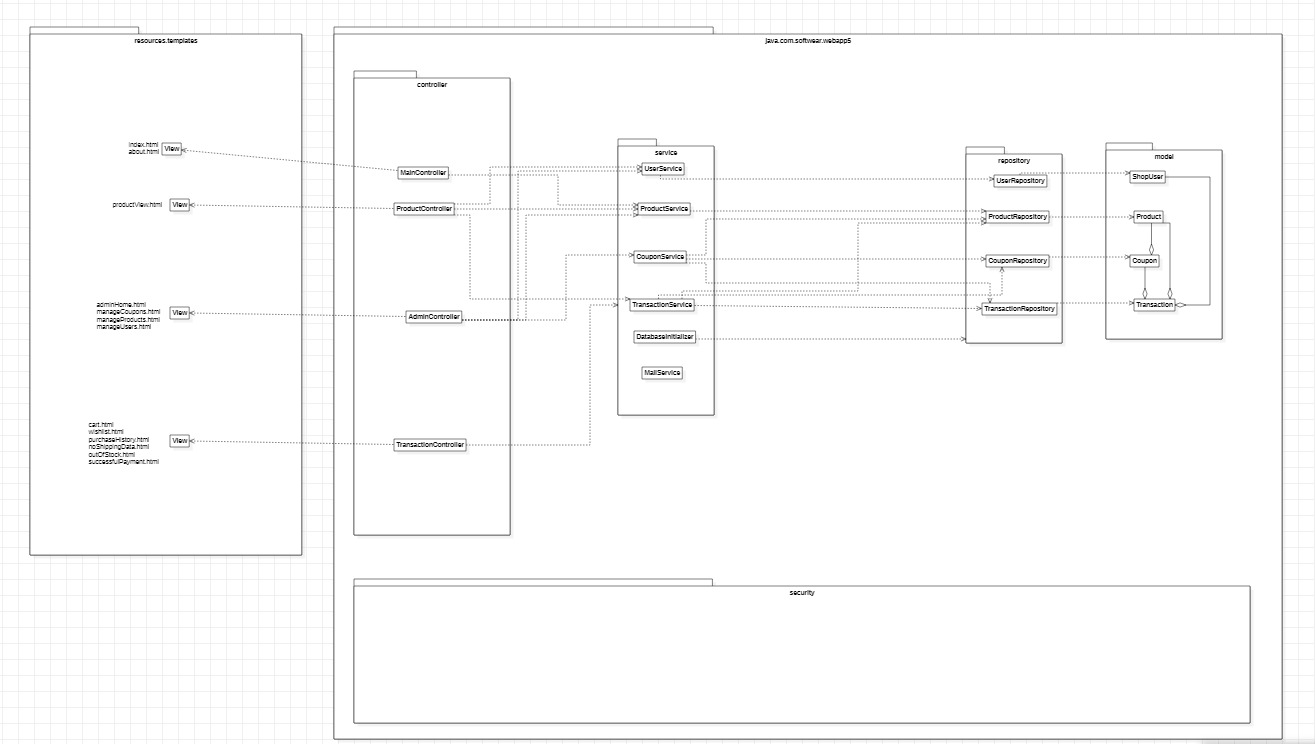 resources.templates
java.com.softwear.webapp5
controller
service
repository
model
index.html
about.html
View
MainController
UserService
UserRepository
ShopUser
productView.html
View
ProductController
ProductService
ProductRepository
Product
CouponService
CouponRepository
Coupon
adminHome.html
manageCoupons.html
manageProducts.html
manageUsers.html
View
AdminController
TransactionService
TransactionRepository
Transaction
DatabaseInitializer
MailService
cart.html
wishlist.html
purchaseHistory.html
noShippingData.html
outOfStock.html
successfulPayment.html
View
TransactionController
security